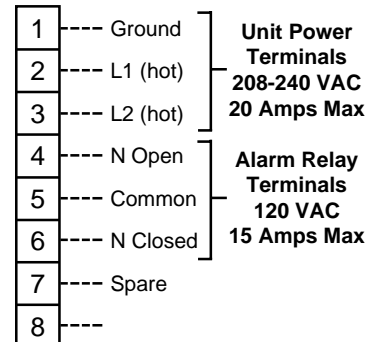 1 ---- Ground
2 ---- L1 (hot)
3 ---- L2 (hot)
Unit Power
Terminals
208-240 VAC
20 Amps Max
4 ---- N Open
5 ---- Common
6 ---- N Closed
Alarm Relay
Terminals
120 VAC
15 Amps Max
7 ---- Spare
8 ----